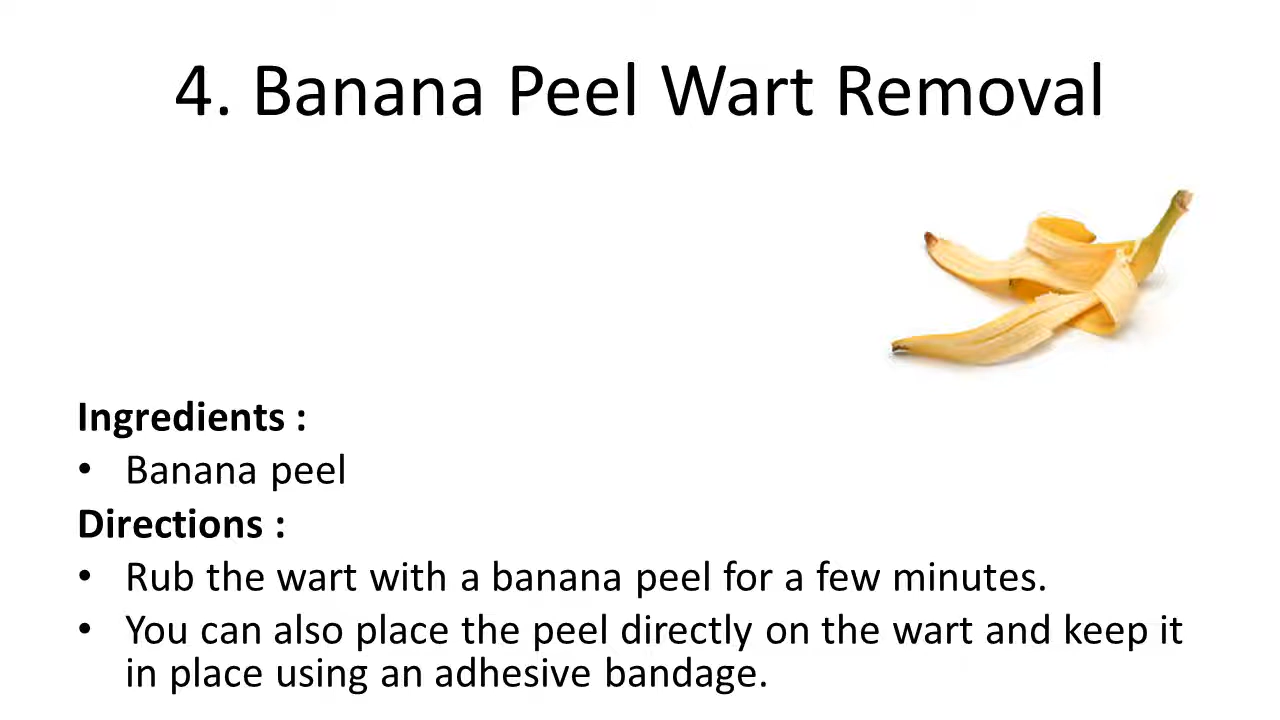 4. Banana Peel Wart Removal
Ingredients :
• Banana peel
Directions :
• Rub the wart with a banana peel for a few minutes.
• You can also place the peel directly on the wart and keep it
in place using an adhesive bandage.